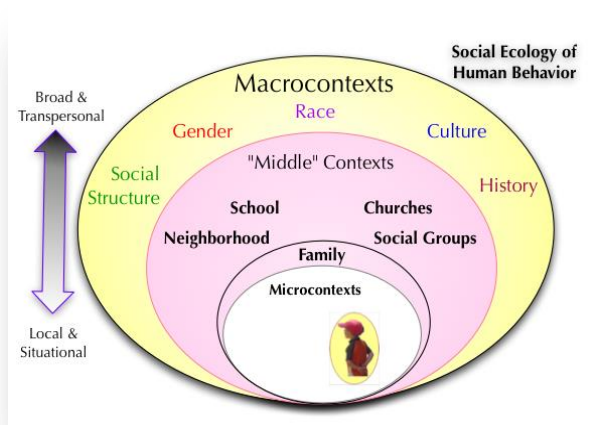 Social Ecology of
Human Behavior
Macrocontexts
Broad &
Transpersonal
Race
Gender
Culture
"Middle" Contexts
Social
Structure
History
School
Churches
Neighborhood
Social Groups
Family
Microcontexts
Local &
Situational